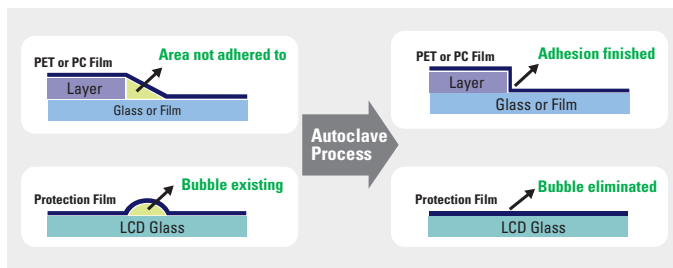 Area not adhered to
PET or PC Film
Layer
Glass or Film
Bubble existing
Protection Film
LCD Glass
Autoclave
Process
PET or PC Film
Adhesion finished
Layer
Glass or Film
Bubble eliminated
Protection Film
LCD Glass